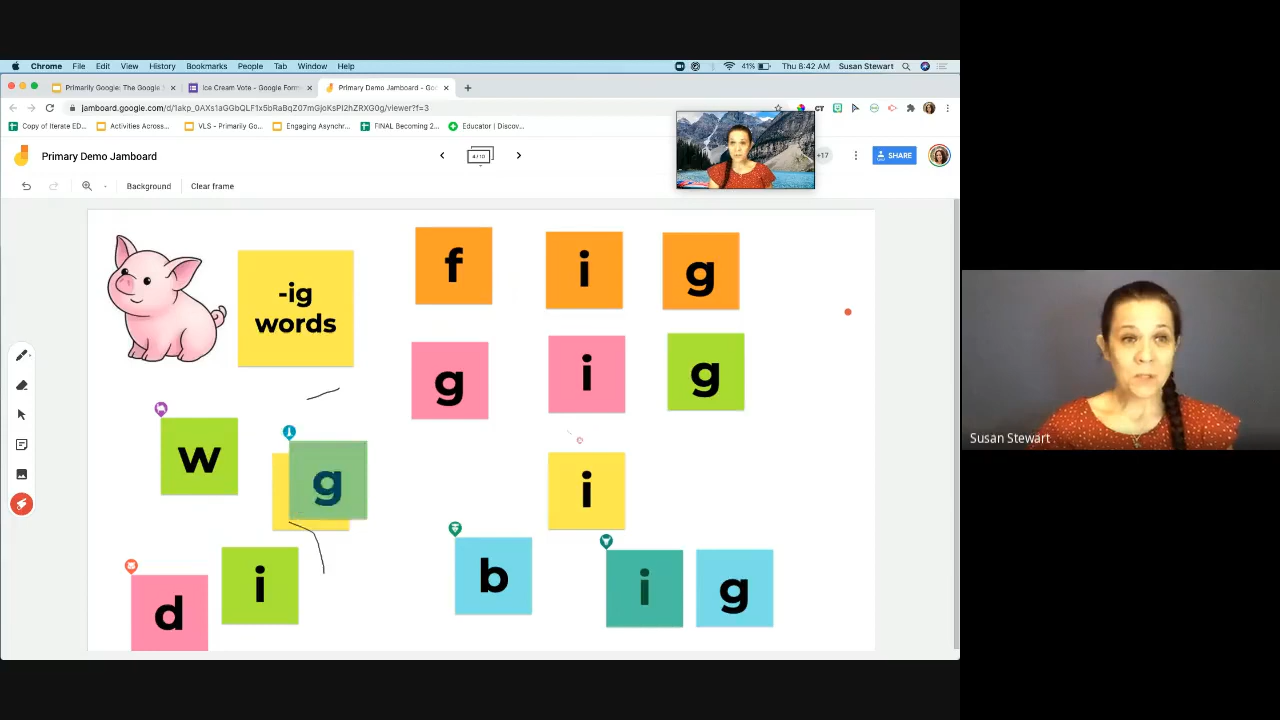 Chrome File Edit View History Bookmarks People Tab Window Help 41% Thu 8:42 AM Susan Stewart
Primarily Google: The Google S Ice Cream Vote - Google Form Primary Demo Jamboard - Goo
Copy of Iterate ED... Activities Across... VLS - Primarily Go... Engaging Asynchr... FINAL Becoming 2... Educator | Discov...
Primary Demo Jamboard 4/10 +17 SHARE
Background Clear frame
-ig
words
f i g
g i g
w g
i
d i
b i g
Susan Stewart